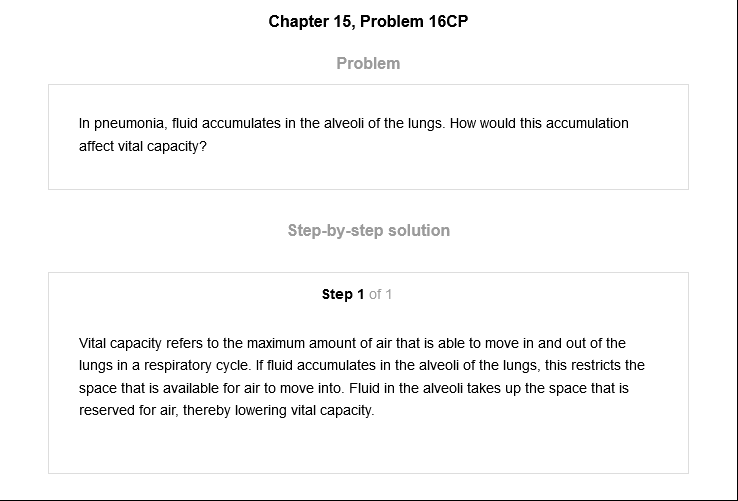 Chapter 15, Problem 16CP
Problem
In pneumonia, fluid accumulates in the alveoli of the lungs. How would this accumulation
affect vital capacity?
Step-by-step solution
Step 1 of 1
Vital capacity refers to the maximum amount of air that is able to move in and out of the
lungs in a respiratory cycle. If fluid accumulates in the alveoli of the lungs, this restricts the
space that is available for air to move into. Fluid in the alveoli takes up the space that is
reserved for air, thereby lowering vital capacity.